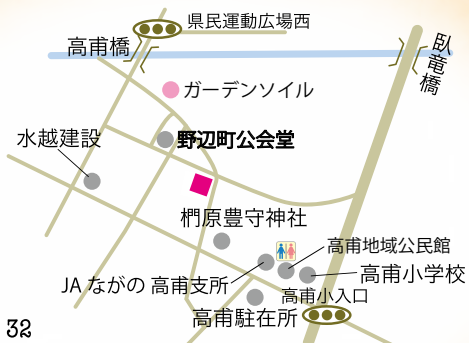 県民運動広場西
高甫橋
臥竜橋
ガーデンソイル
水越建設
野辺町公会堂
椚原豊守神社
高甫地域公民館
JAながの 高甫支所
高甫小学校
高甫小入口
高甫駐在所
32